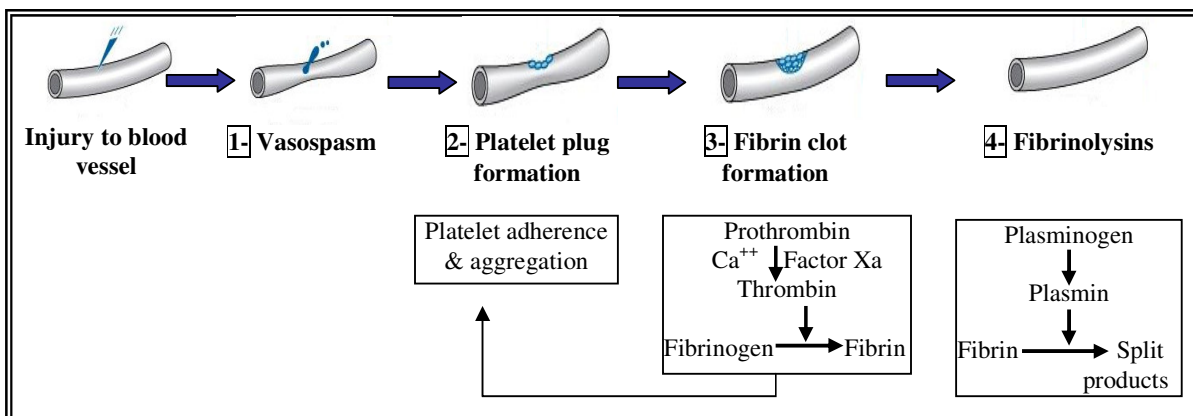 Injury to blood
vessel
1- Vasospasm
2- Platelet plug
formation
3- Fibrin clot
formation
4- Fibrinolysins
Platelet adherence
& aggregation
Prothrombin
Ca++ Factor Xa
Thrombin
Fibrinogen Fibrin
Plasminogen
Plasmin
Fibrin Split
products